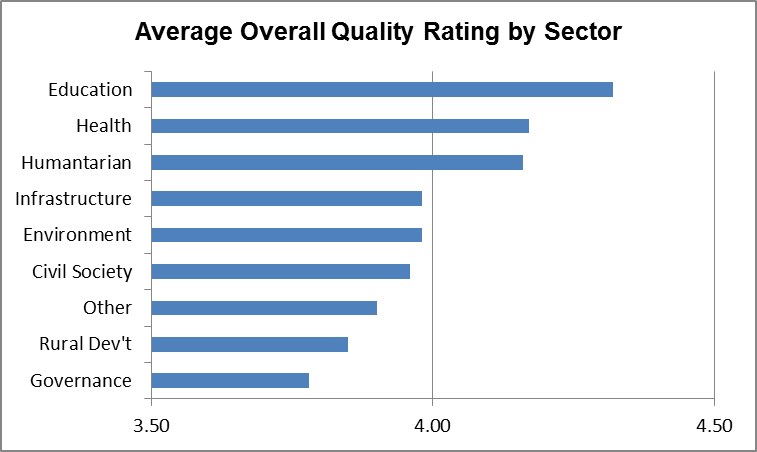 Average Overall Quality Rating by Sector
Education
Health
Humantarian
Infrastructure
Environment
Civil Society
Other
Rural Dev't
Governance
3.50 4.00 4.50